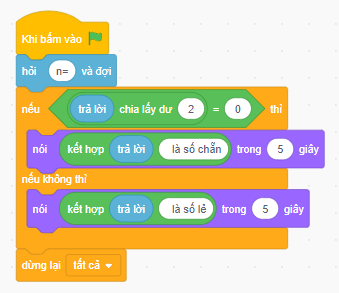 Khi bấm vào
hỏi n= và đợi
nếu trả lời chia lấy dư 2 = 0 thì
nói kết hợp trả lời là số chẵn trong 5 giây
nếu không thì
nói kết hợp trả lời là số lẻ trong 5 giây
dừng lại tất cả